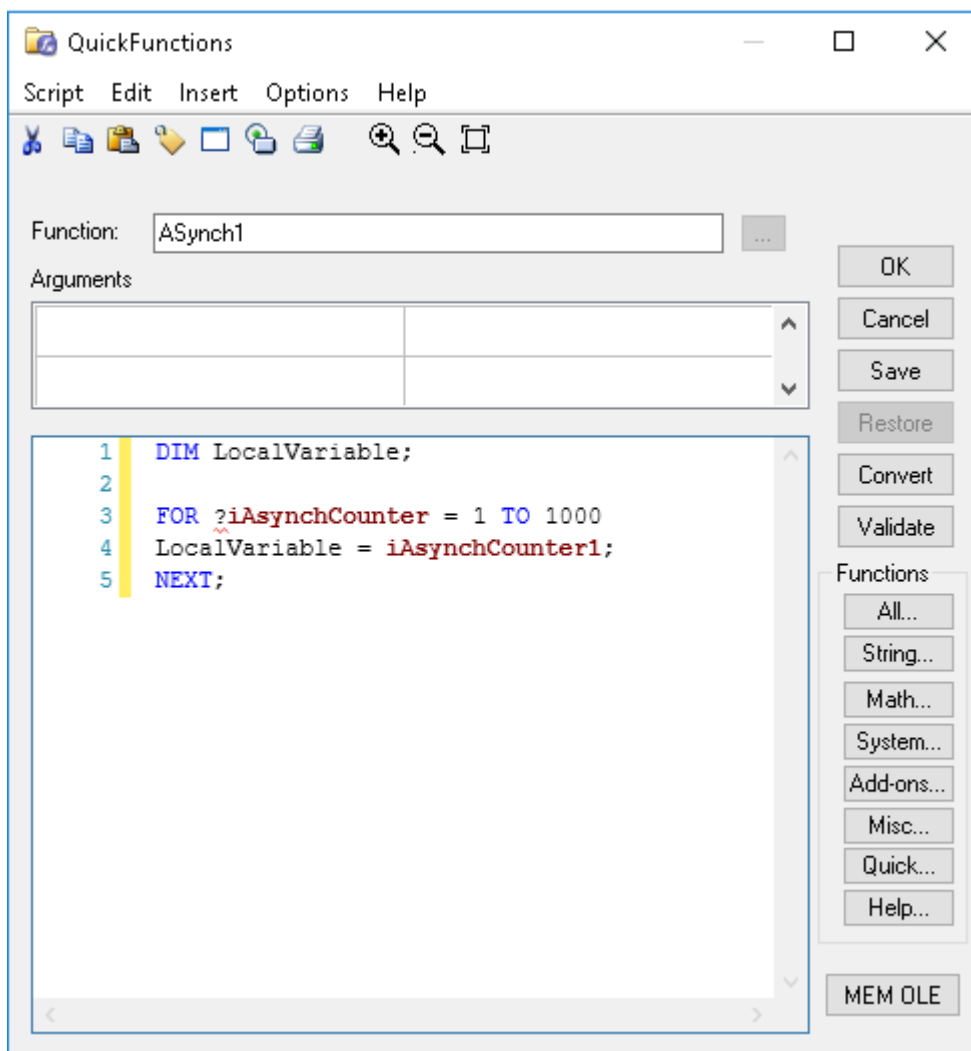 QuickFunctions
Script Edit Insert Options Help
Function: ASynch1 ...
Arguments
OK
Cancel
Save
Restore
Convert
Validate
1 DIM LocalVariable;
2
3 FOR ?iAsynchCounter = 1 TO 1000
4 LocalVariable = iAsynchCounter1;
5 NEXT;
Functions
All...
String...
Math...
System...
Add-ons...
Misc...
Quick...
Help...
MEM OLE